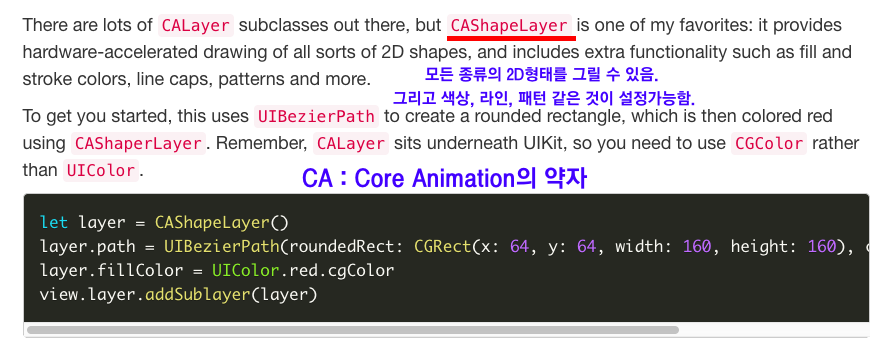 There are lots of CALayer subclasses out there, but CAShapeLayer is one of my favorites: it provides
hardware-accelerated drawing of all sorts of 2D shapes, and includes extra functionality such as fill and
stroke colors, line caps, patterns and more.
모든 종류의 2D형태를 그릴 수 있음.
그리고 색상, 라인, 패턴 같은 것이 설정가능함.
To get you started, this uses UIBezierPath to create a rounded rectangle, which is then colored red
using CAShaperLayer. Remember, CALayer sits underneath UIKit, so you need to use CGColor rather
than UIColor.
CA : Core Animation의 약자
let layer = CAShapeLayer()
layer.path = UIBezierPath(roundedRect: CGRect(x: 64, y: 64, width: 160, height: 160),
layer.fillColor = UIColor.red.cgColor
view.layer.addSublayer(layer)